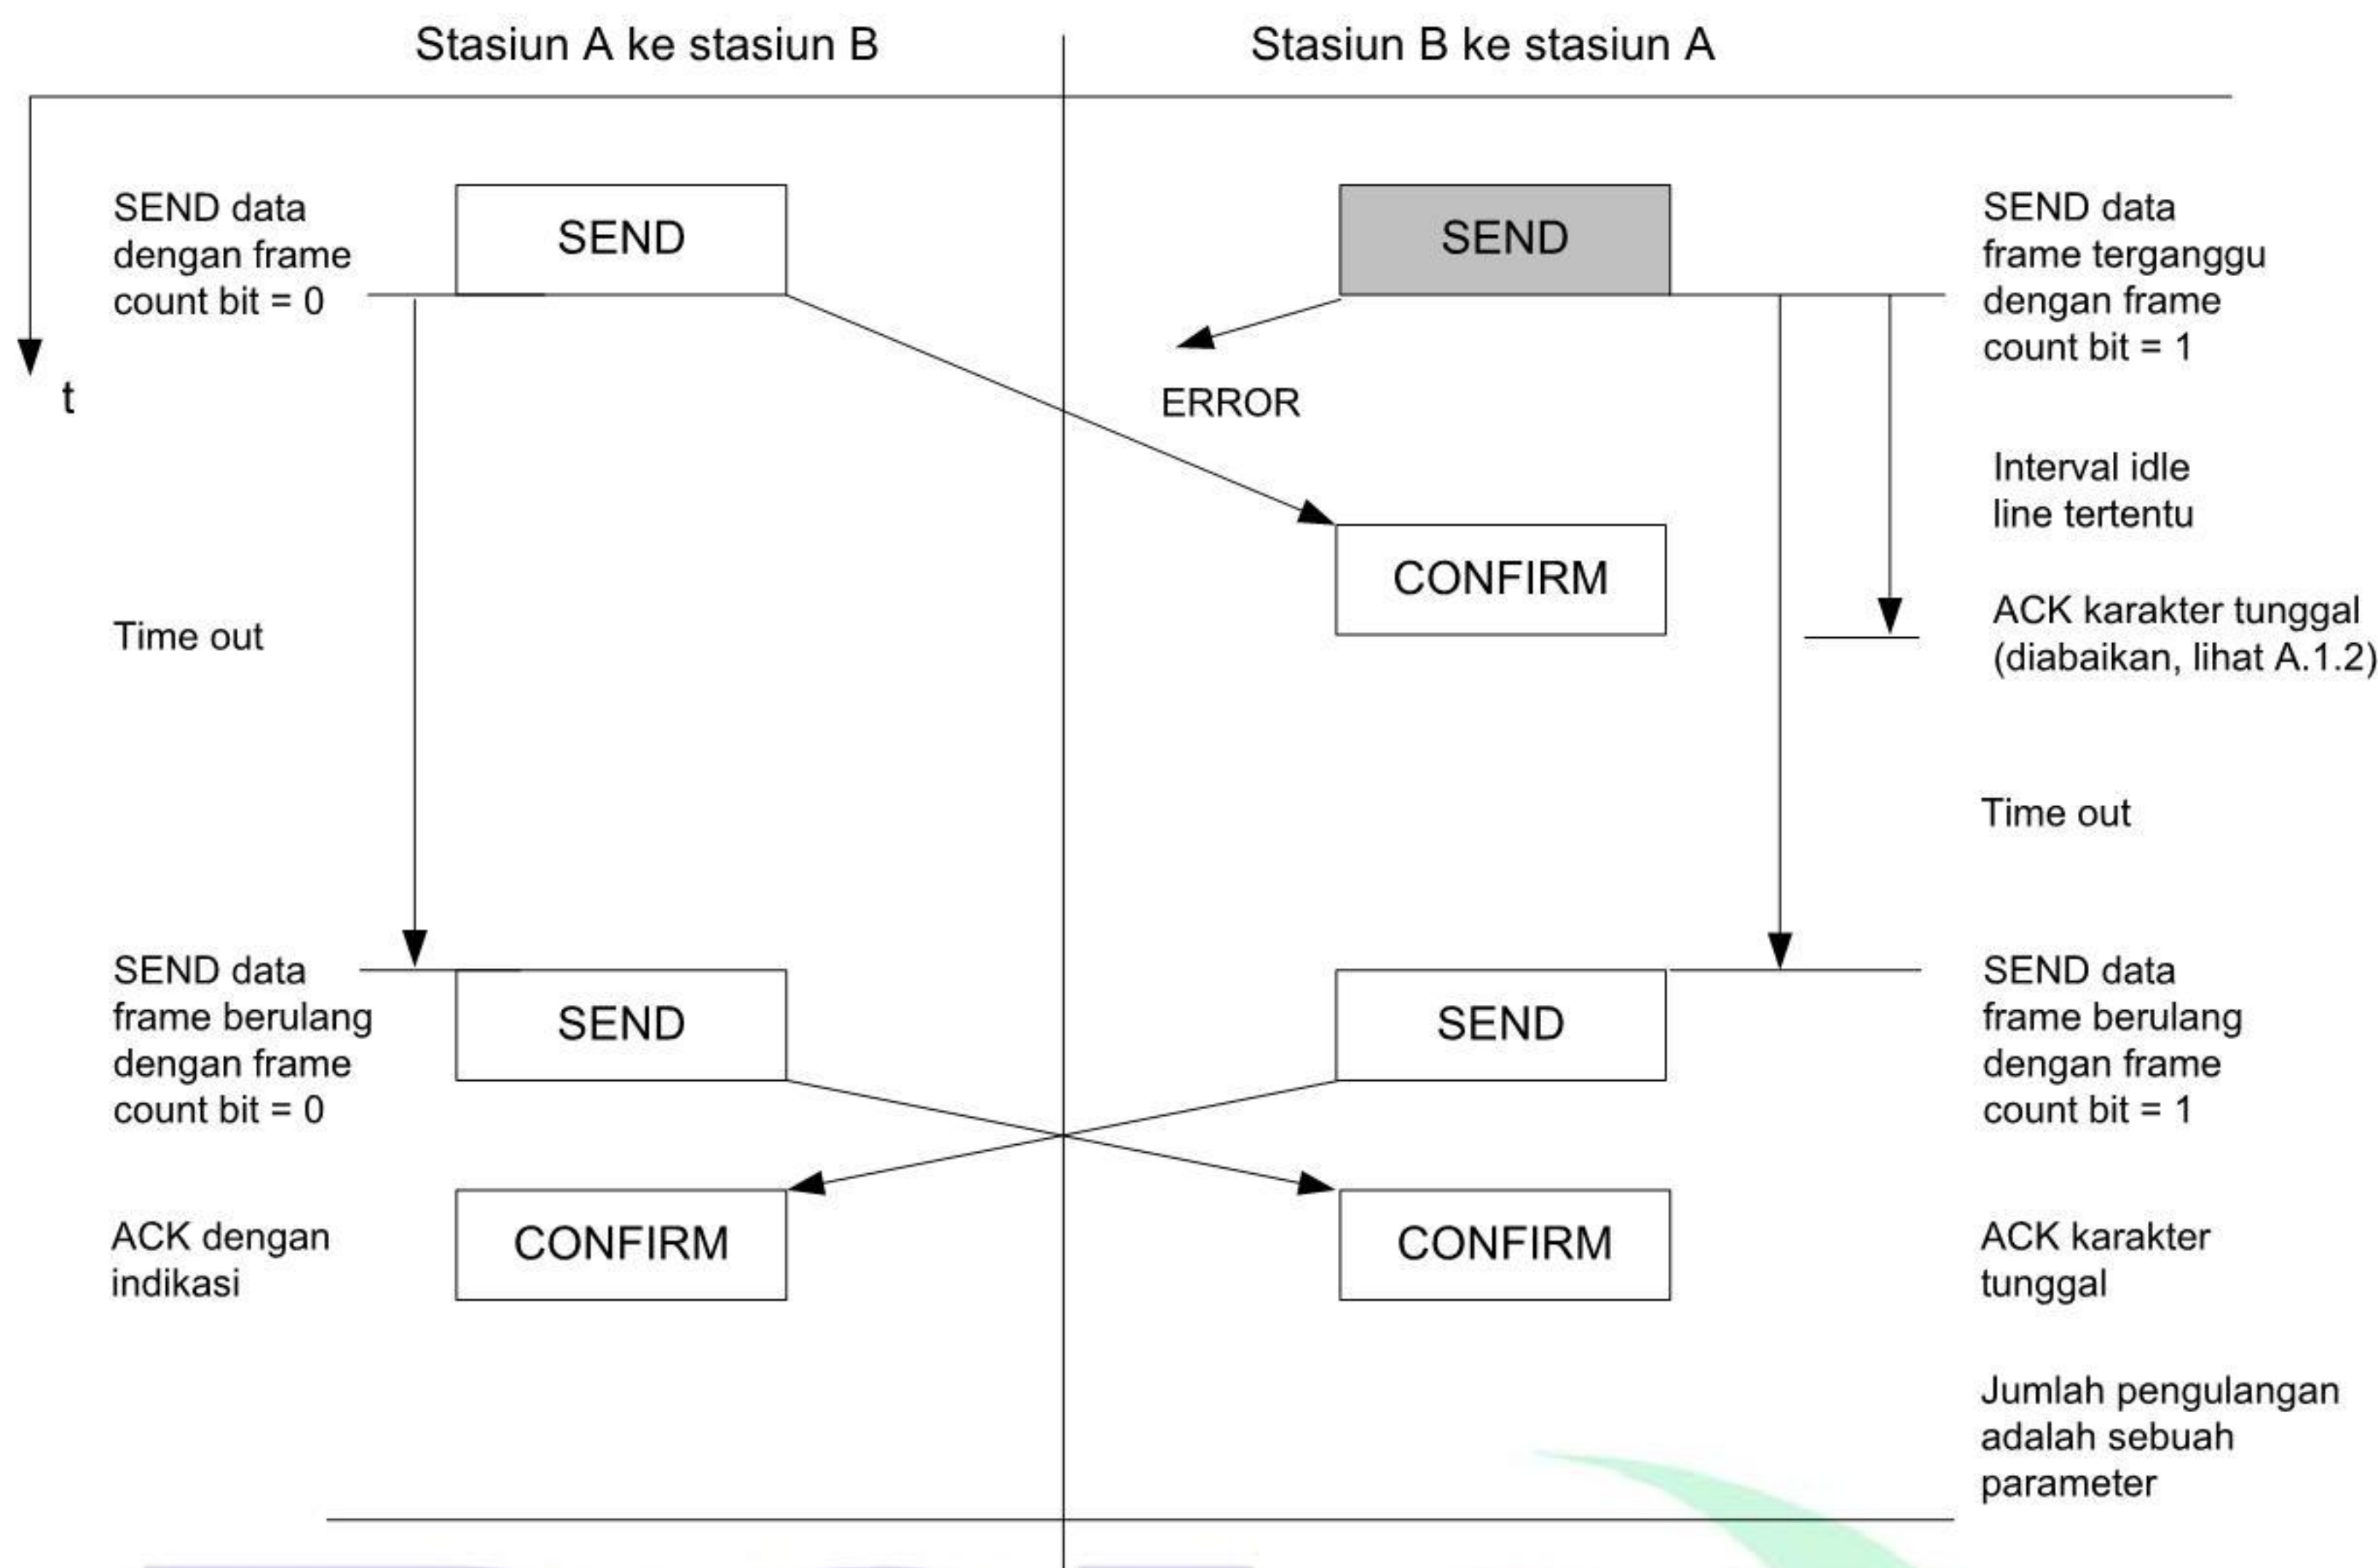 Stasiun A ke stasiun B
Stasiun B ke stasiun A
SEND data
dengan frame
count bit = 0
SEND
SEND
SEND data
frame terganggu
dengan frame
count bit = 1
t
ERROR
Interval idle
line tertentu
CONFIRM
ACK karakter tunggal
(diabaikan, lihat A.1.2)
Time out
Time out
SEND data
frame berulang
dengan frame
count bit = 0
SEND
SEND
SEND data
frame berulang
dengan frame
count bit = 1
ACK dengan
indikasi
CONFIRM
CONFIRM
ACK karakter
tunggal
Jumlah pengulangan
adalah sebuah
parameter